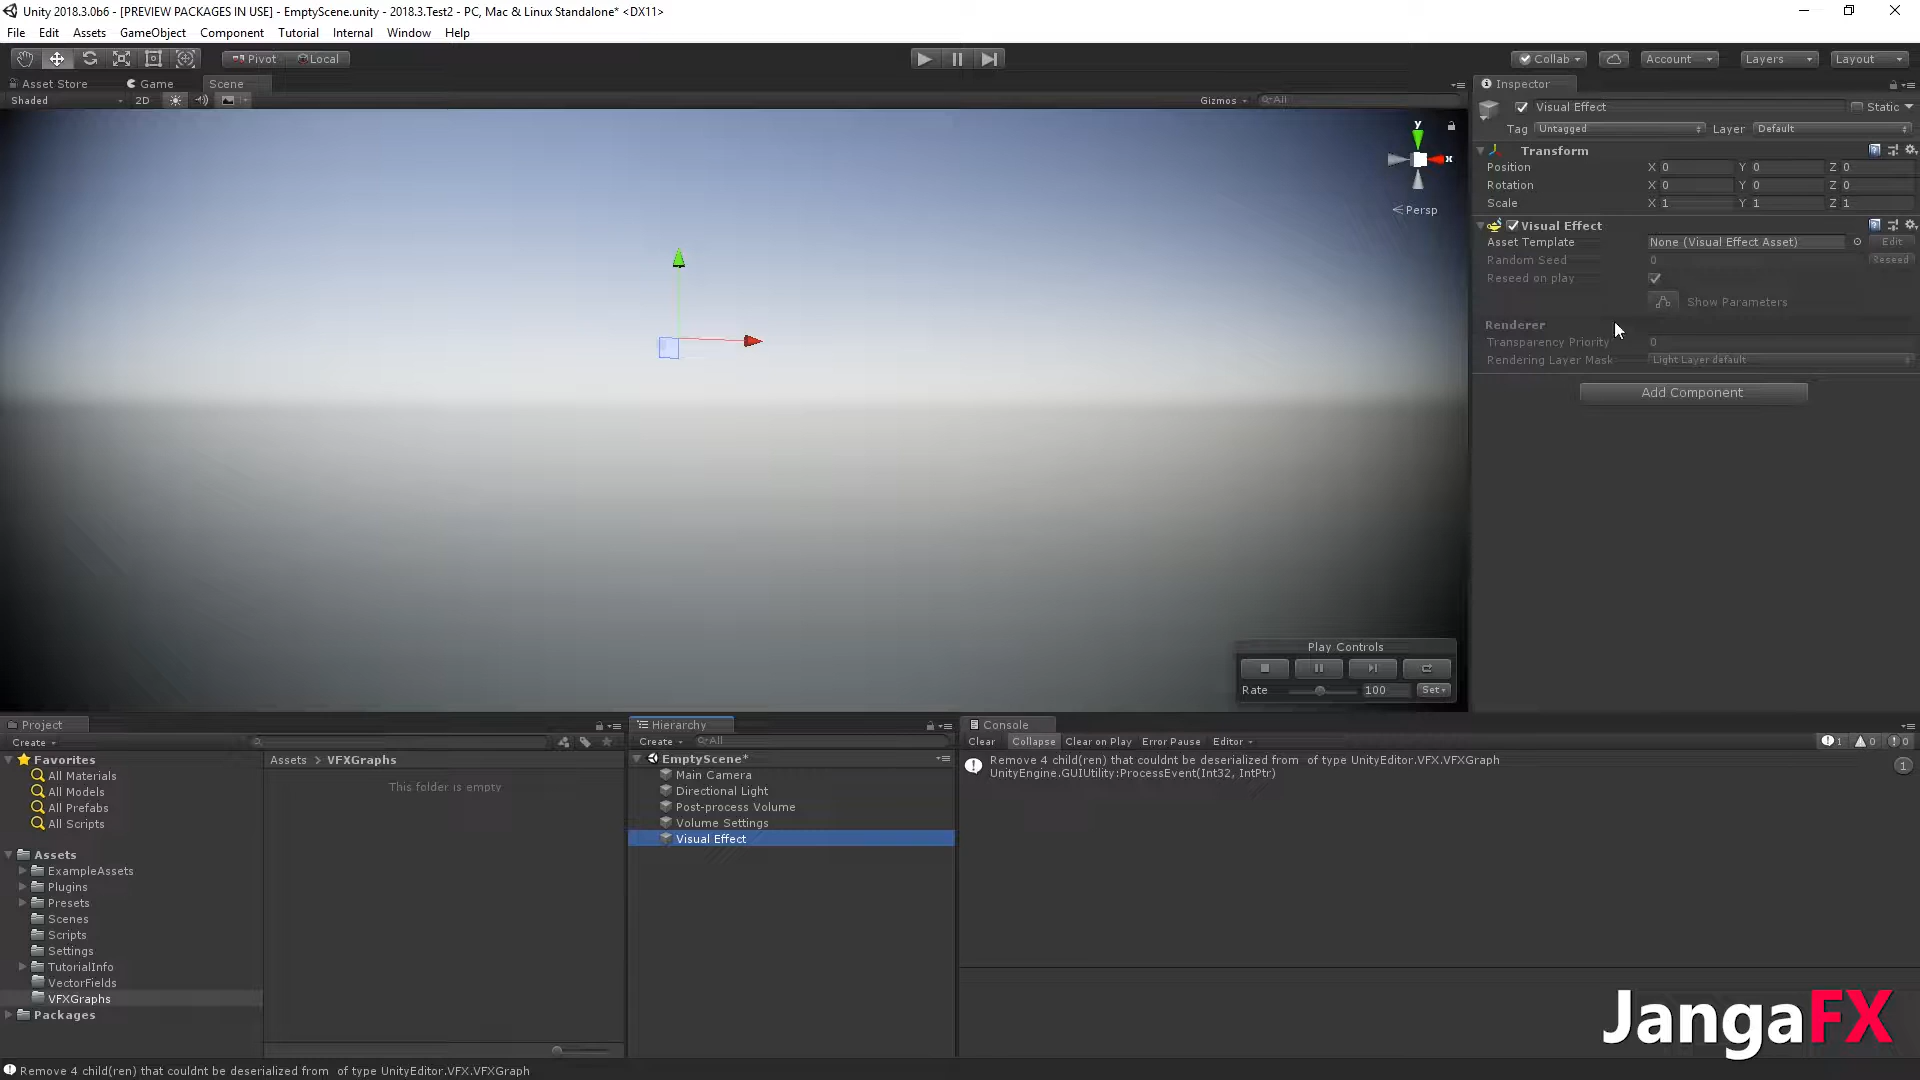 Unity 2018.3.0b6 - [PREVIEW PACKAGES IN USE] - EmptyScene.unity - 2018.3.Test2 - PC, Mac & Linux Standalone* <DX11>
File Edit Assets GameObject Component Tutorial Internal Window Help
Pivot Local Collab Account Layers Layout
Asset Store Game Scene Inspector
Shaded 2D Gizmos All
Visual Effect Static
Tag Untagged Layer Default
y
x
Persp
Transform
Position X 0 Y 0 Z 0
Rotation X 0 Y 0 Z 0
Scale X 1 Y 1 Z 1
Visual Effect
Asset Template None (Visual Effect Asset) Edit
Random Seed 0 Reseed
Reseed on play
Show Parameters
Renderer
Transparency Priority 0
Rendering Layer Mask Light Layer default
Add Component
Play Controls
Rate 100 Set
Project
Create
Favorites
All Materials
All Models
All Prefabs
All Scripts
Assets
ExampleAssets
Plugins
Presets
Scenes
Scripts
Settings
TutorialInfo
VectorFields
VFXGraphs
Packages
Assets > VFXGraphs
This folder is empty
Hierarchy
Create All
EmptyScene*
Main Camera
Directional Light
Post-process Volume
Volume Settings
Visual Effect
Console
Clear Collapse Clear on Play Error Pause Editor 1 0 0
Remove 4 child(ren) that couldnt be deserialized from of type UnityEditor.VFX.VFXGraph
UnityEngine.GUIUtility:ProcessEvent(Int32, IntPtr)
1
JangaFX
Remove 4 child(ren) that couldnt be deserialized from of type UnityEditor.VFX.VFXGraph